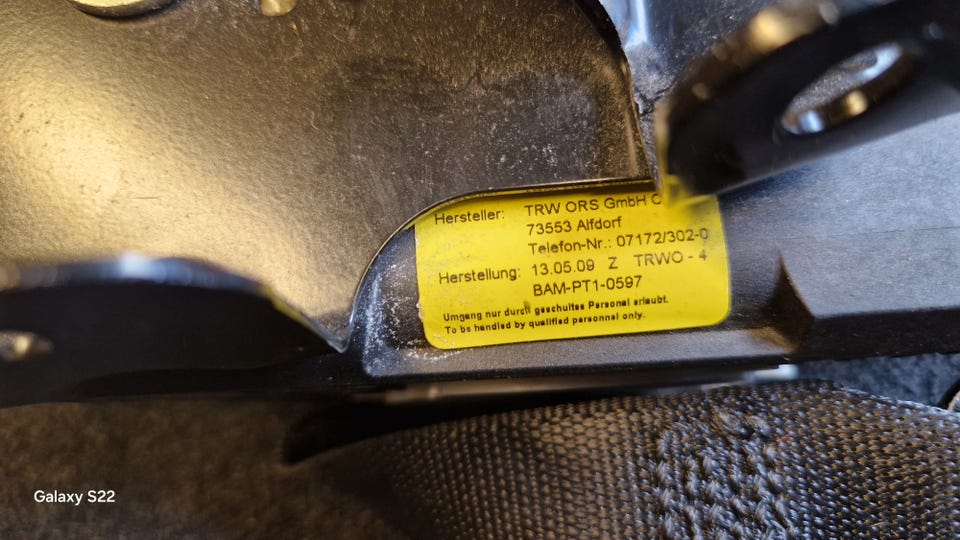 Hersteller: TRW ORS GmbH C
73553 Alfdorf
Telefon-Nr.: 07172/302-0
Herstellung: 13.05.09 Z TRWO - 4
BAM-PT1-0597
Umgang nur durch geschultes Personal erlaubt.
To be handled by qualified personnel only.
Galaxy S22